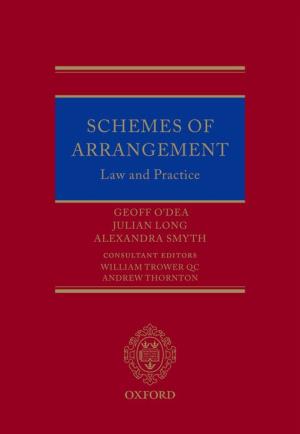 SCHEMES OF
ARRANGEMENT
Law and Practice
GEOFF O'DEA
JULIAN LONG
ALEXANDRA SMYTH
CONSULTANT EDITORS
WILLIAM TROWER QC
ANDREW THORNTON
OXFORD